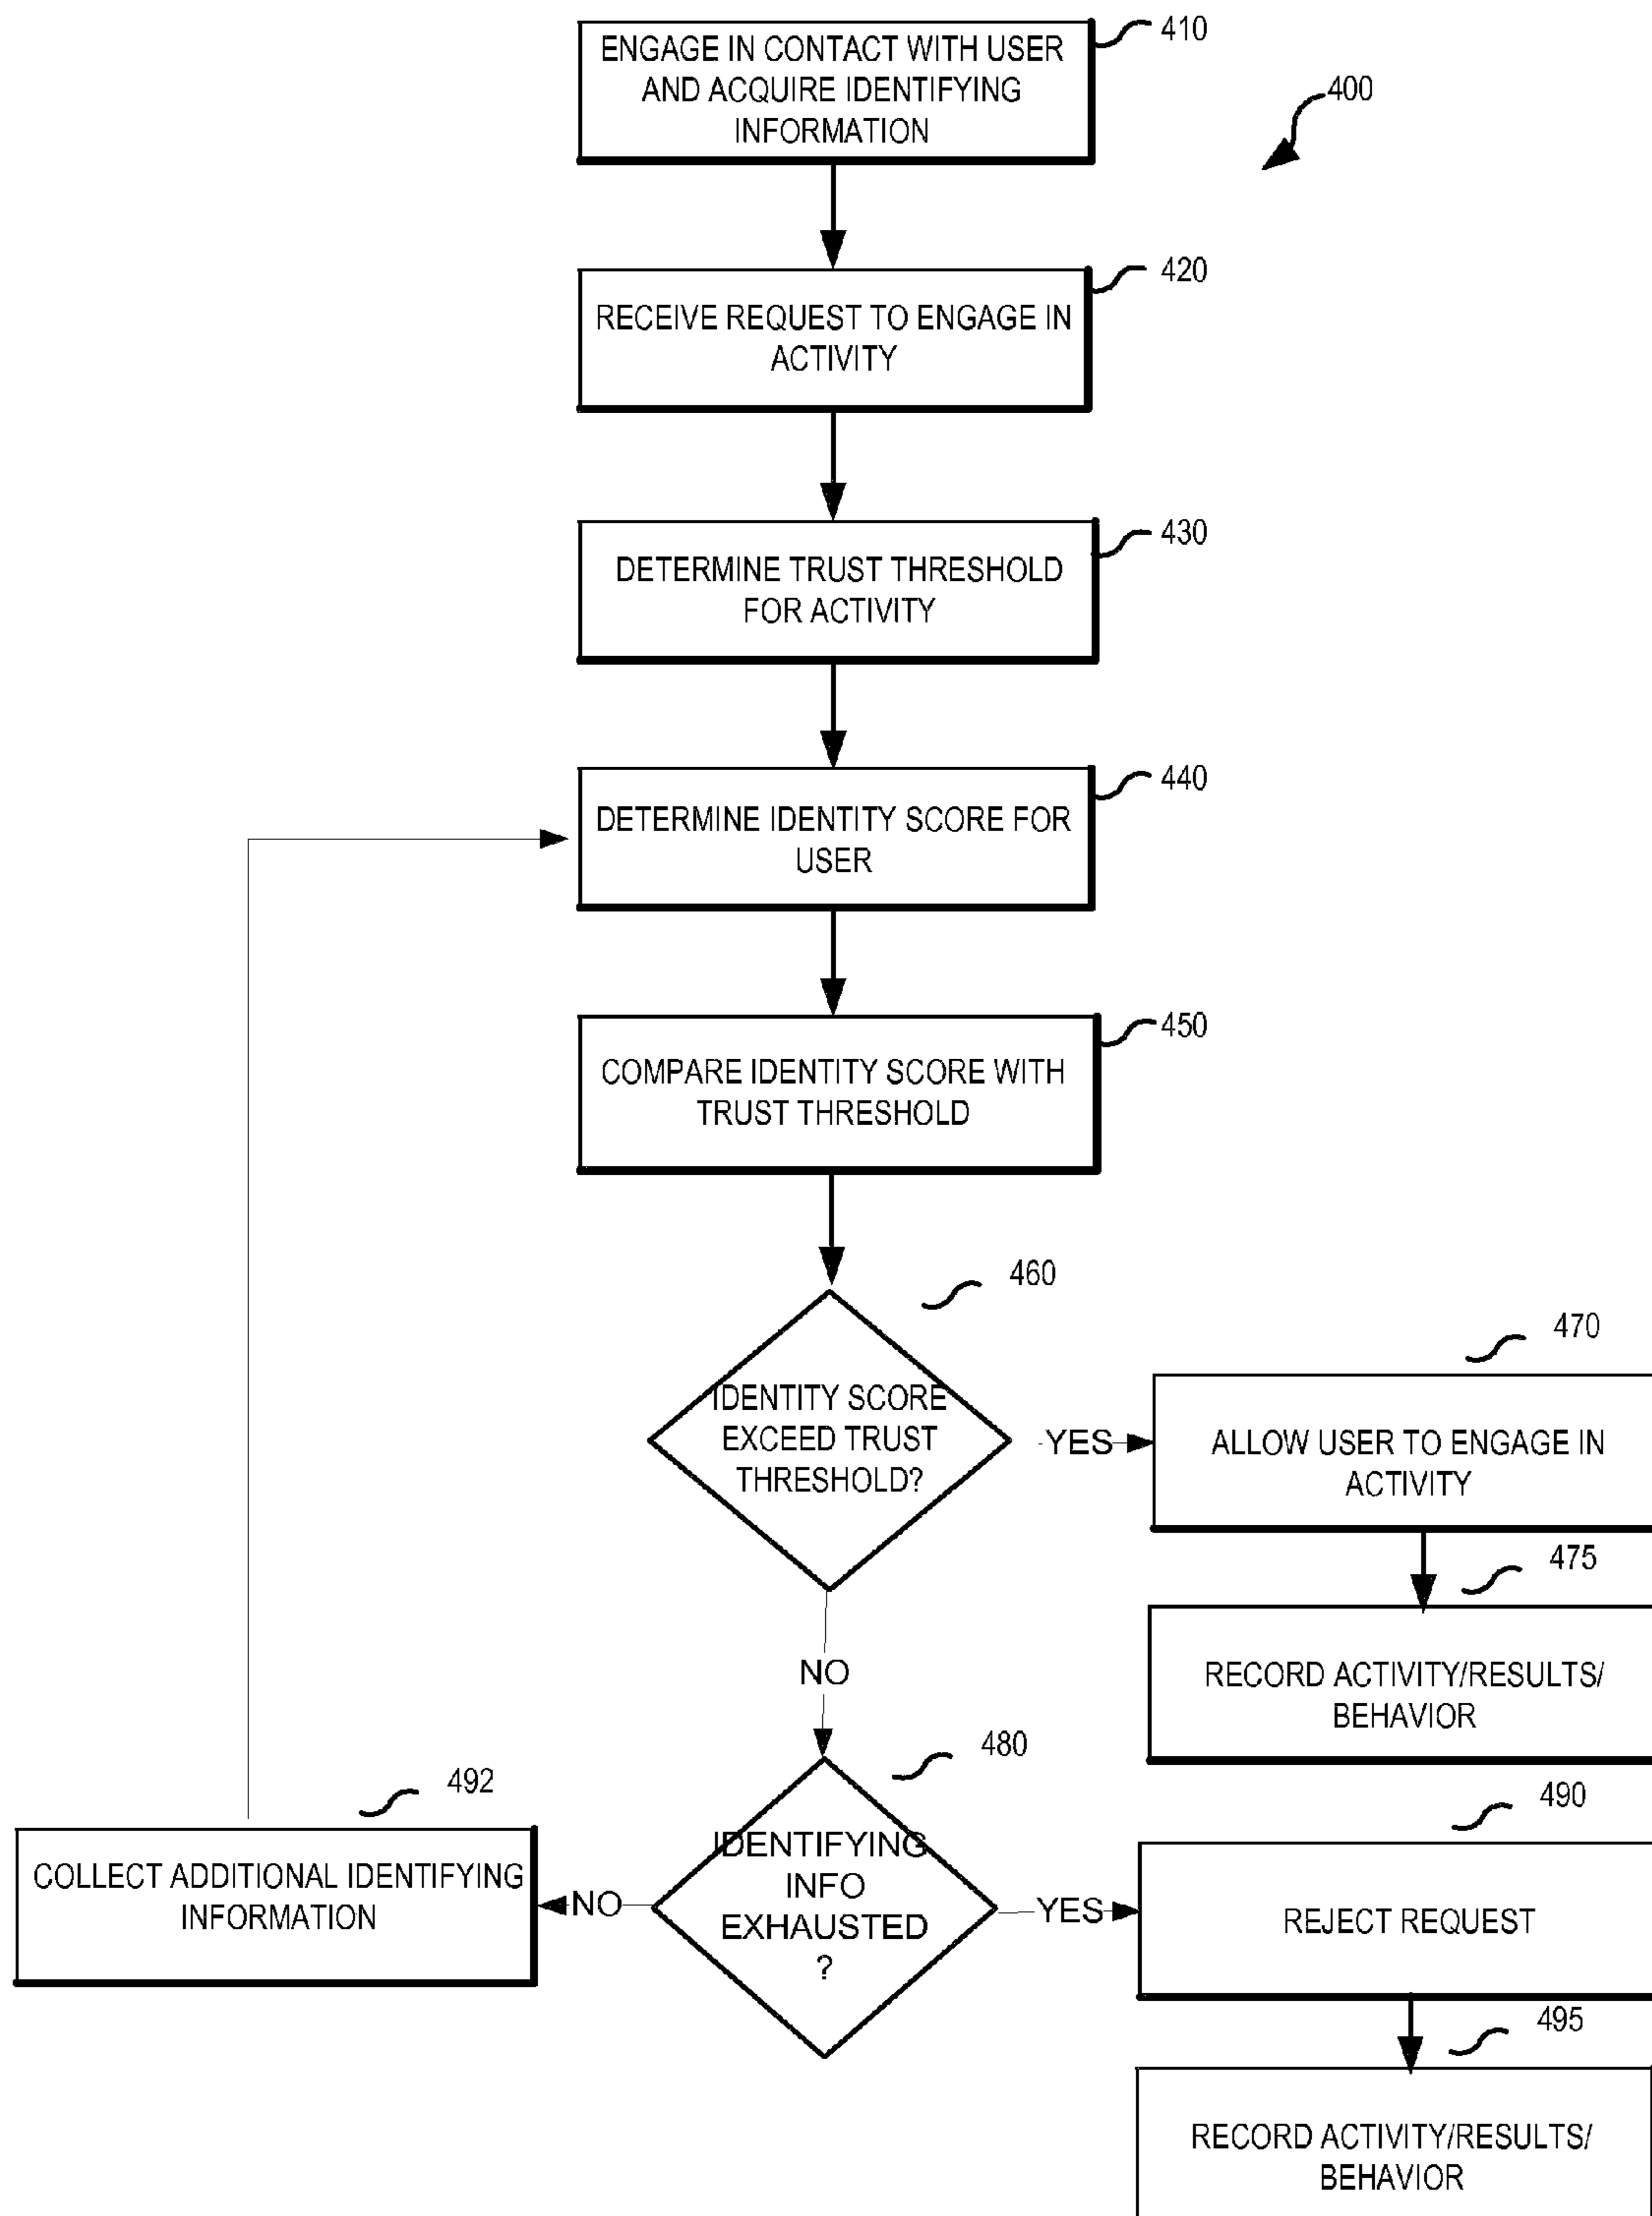 410
ENGAGE IN CONTACT WITH USER
AND ACQUIRE IDENTIFYING
INFORMATION
400
420
RECEIVE REQUEST TO ENGAGE IN
ACTIVITY
430
DETERMINE TRUST THRESHOLD
FOR ACTIVITY
440
DETERMINE IDENTITY SCORE FOR
USER
450
COMPARE IDENTITY SCORE WITH
TRUST THRESHOLD
460
IDENTITY SCORE
EXCEED TRUST
THRESHOLD?
YES
470
ALLOW USER TO ENGAGE IN
ACTIVITY
475
RECORD ACTIVITY/RESULTS/
BEHAVIOR
NO
480
IDENTIFYING
INFO
EXHAUSTED
?
NO
492
COLLECT ADDITIONAL IDENTIFYING
INFORMATION
YES
490
REJECT REQUEST
495
RECORD ACTIVITY/RESULTS/
BEHAVIOR